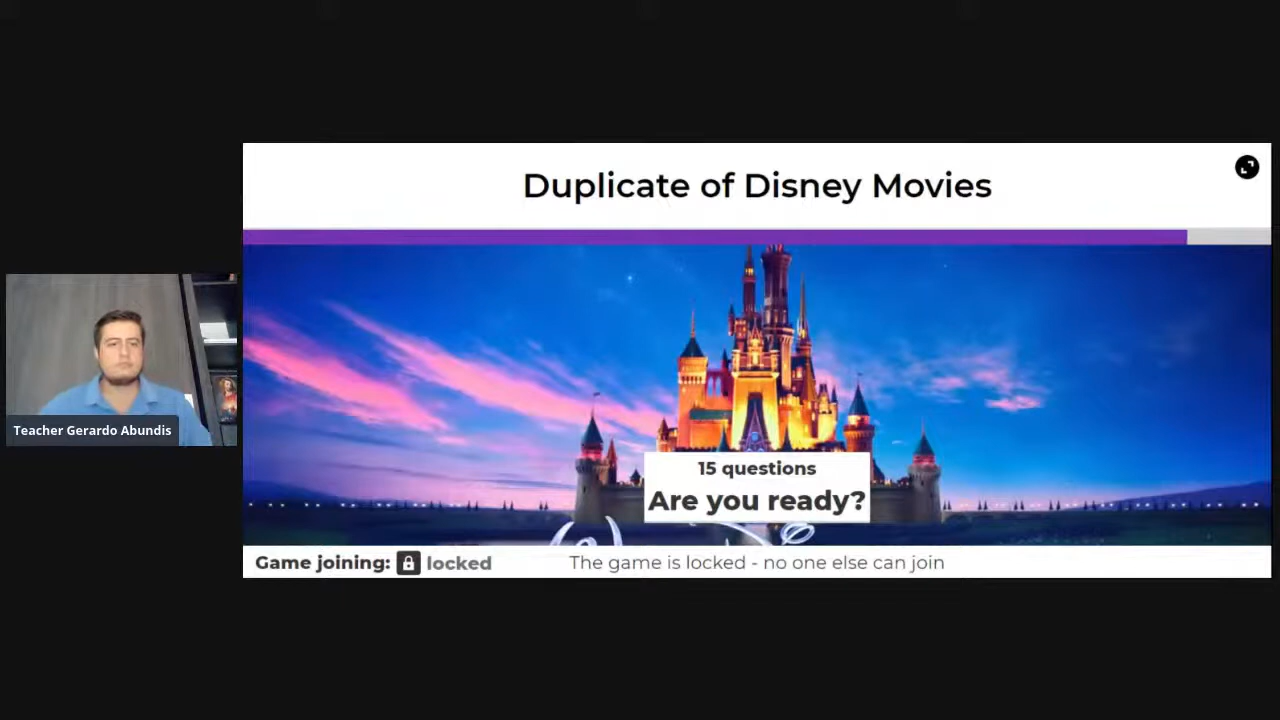 Duplicate of Disney Movies
15 questions
Are you ready?
Game joining: locked
The game is locked - no one else can join
Teacher Gerardo Abundis